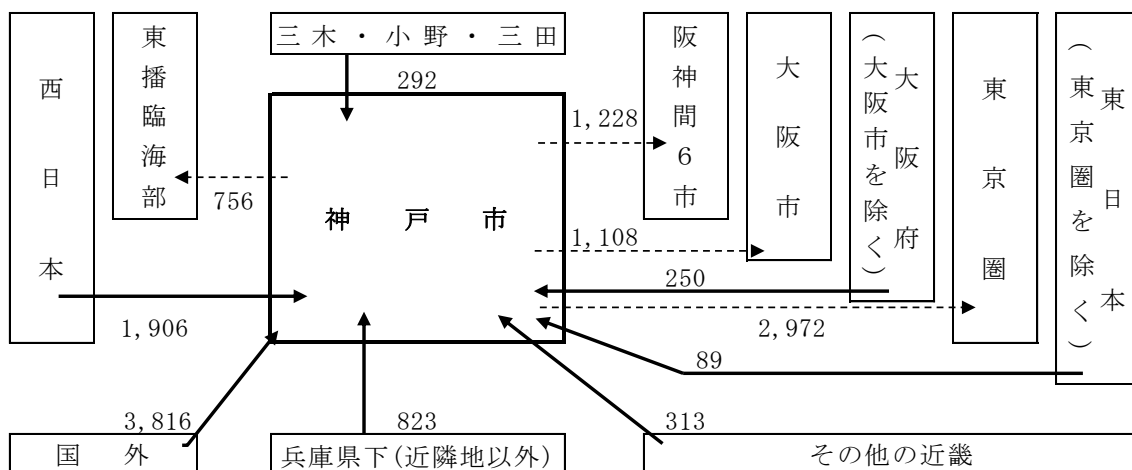 三木・小野・三田
292
西日本
東播臨海部
756
神戸市
1,228
阪神間6市
大阪市
1,108
大阪府
(大阪市を除く)
250
東京圏
2,972
東日本
(東京圏を除く)
89
1,906
3,816
国外
823
兵庫県下(近隣地以外)
313
その他の近畿